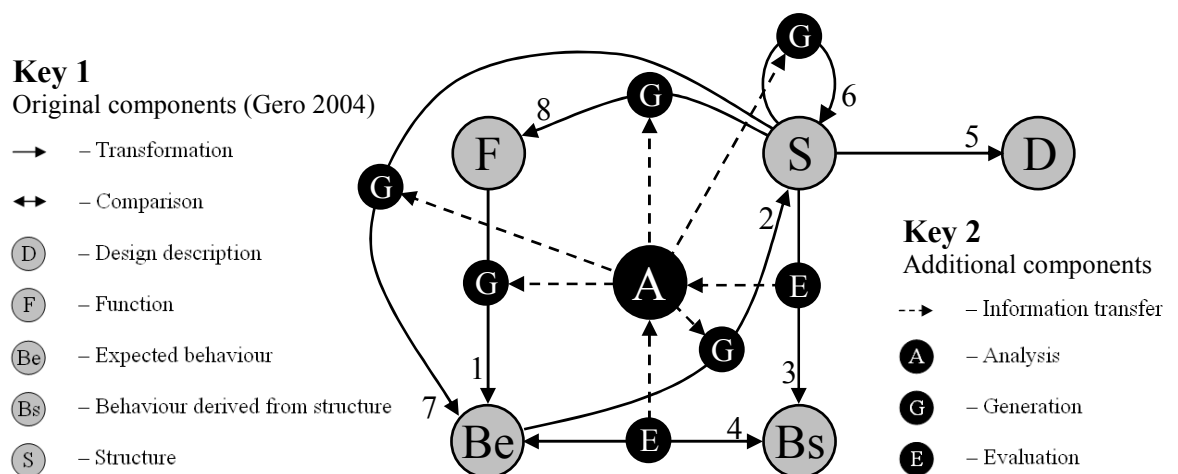 Key 1
Original components (Gero 2004)
– Transformation
– Comparison
D – Design description
F – Function
Be – Expected behaviour
Bs – Behaviour derived from structure
S – Structure
G
6
G
8
F
S
5
D
G
2
G
A
E
G
1
3
7
Be
E
4
Bs
Key 2
Additional components
– Information transfer
A – Analysis
G – Generation
E – Evaluation